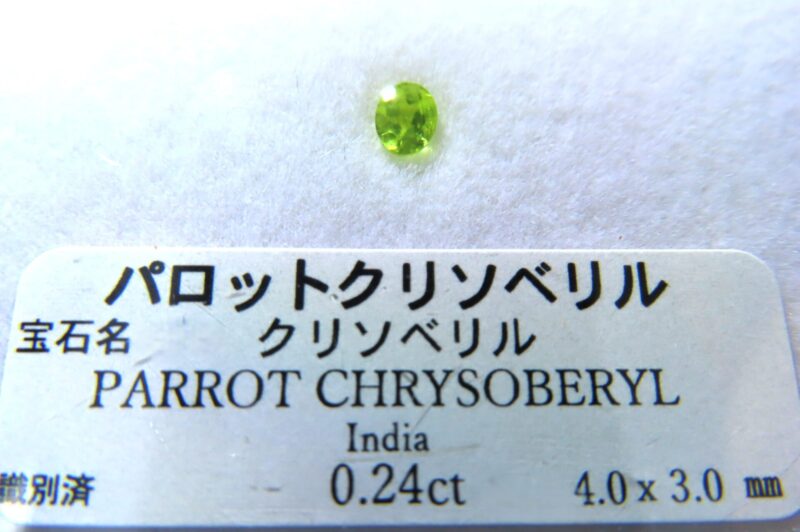 パロットクリソベリル
宝石名 クリソベリル
PARROT CHRYSOBERYL
India
識別済 0.24ct 4.0 x 3.0 mm